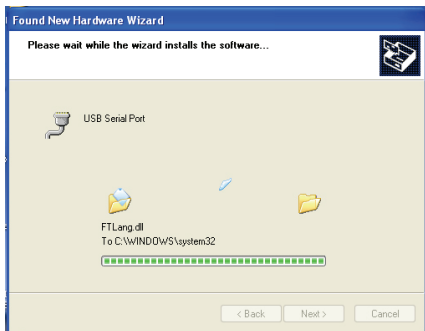 Found New Hardware Wizard
Please wait while the wizard installs the software...
USB Serial Port
FTLang.dll
To C:\WINDOWS\system32
< Back
Next >
Cancel